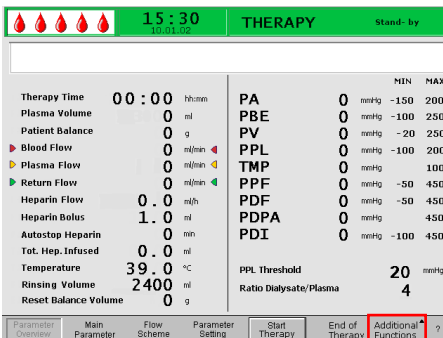 15:30 THERAPY Stand- by
10.01.02
MIN MAX
Therapy Time 00:00 hh:mm
Plasma Volume 0 ml
Patient Balance 0 g
Blood Flow 0 ml/min
Plasma Flow 0 ml/min
Return Flow 0 ml/min
Heparin Flow 0.0 ml/h
Heparin Bolus 1.0 ml
Autostop Heparin 0 min
Tot. Hep. Infused 0.0 ml
Temperature 39.0 °C
Rinsing Volume 2400 ml
Reset Balance Volume 0 g
PA 0 mmHg -150 200
PBE 0 mmHg -100 250
PV 0 mmHg -20 250
PPL 0 mmHg -100 200
TMP 0 mmHg 100
PPF 0 mmHg -50 450
PDF 0 mmHg -50 450
PDPA 0 mmHg 450
PDI 0 mmHg -100 450
PPL Threshold 20 mmHg
Ratio Dialysate/Plasma 4
Parameter Overview
Main Parameter
Flow Scheme
Parameter Setting
Start Therapy
End of Therapy
Additional Functions
?